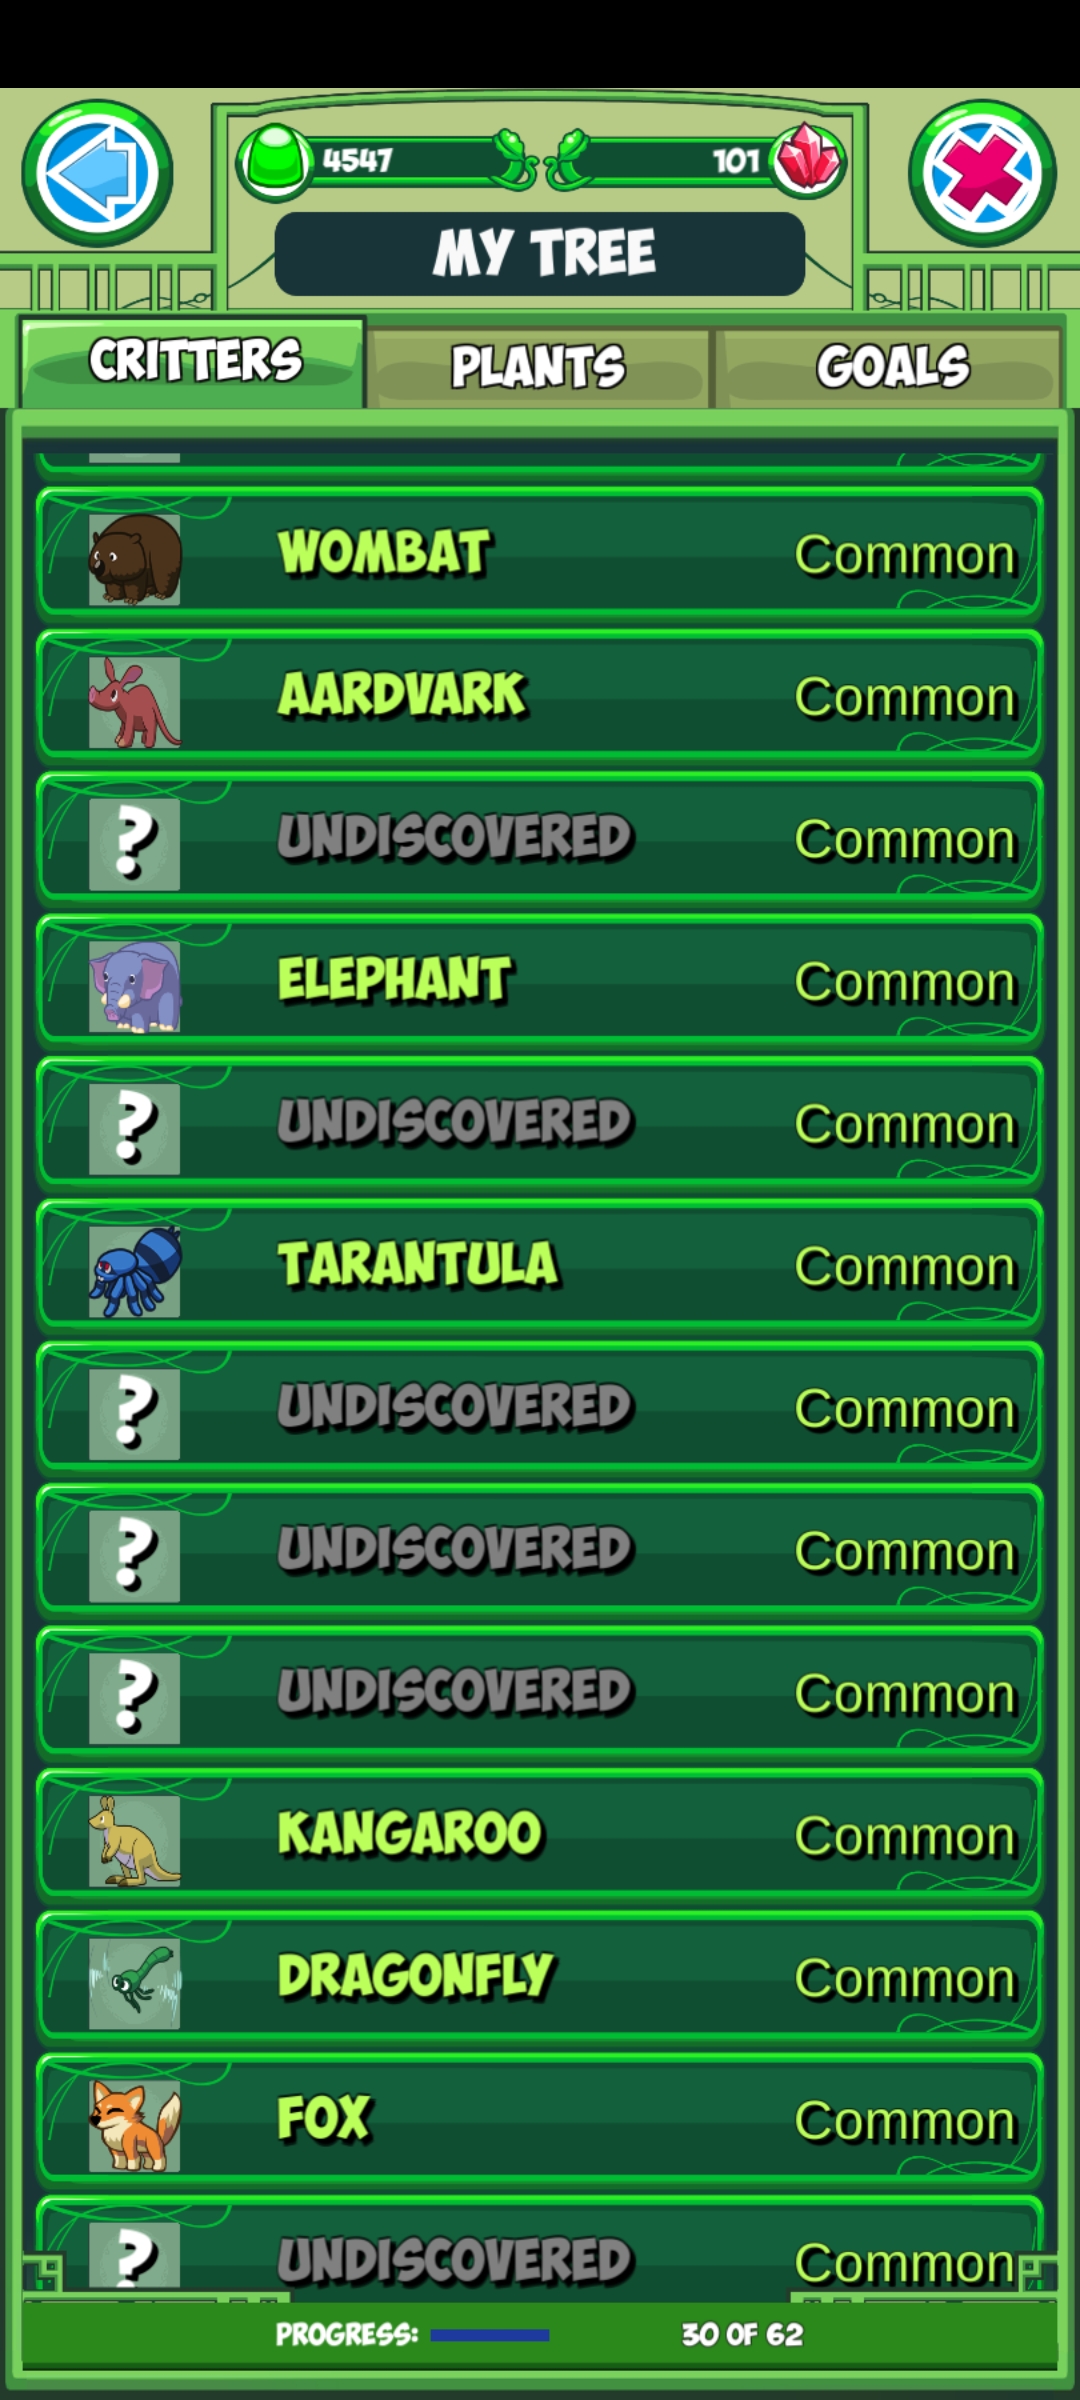 4547 101
MY TREE
CRITTERS PLANTS GOALS
WOMBAT Common
AARDVARK Common
? UNDISCOVERED Common
ELEPHANT Common
? UNDISCOVERED Common
TARANTULA Common
? UNDISCOVERED Common
? UNDISCOVERED Common
? UNDISCOVERED Common
KANGAROO Common
DRAGONFLY Common
FOX Common
? UNDISCOVERED Common
PROGRESS: 30 OF 62